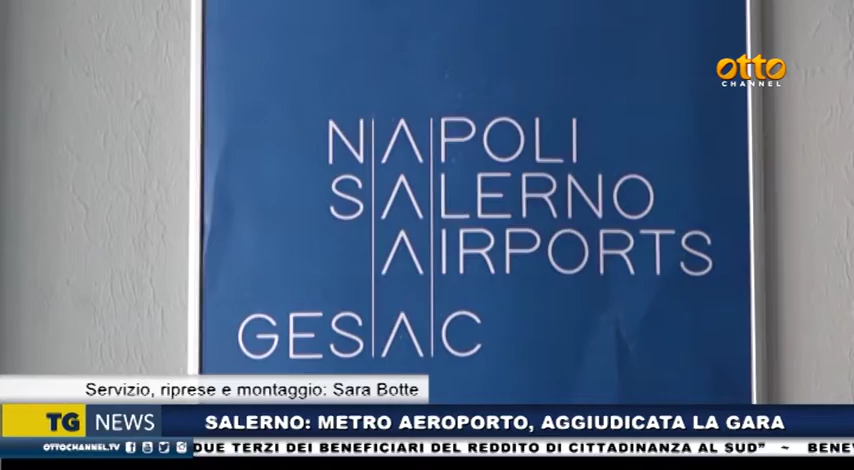 otto
CHANNEL
NAPOLI
SALERNO
AIRPORTS
GESAC
Servizio, riprese e montaggio: Sara Botte
TG NEWS
SALERNO: METRO AEROPORTO, AGGIUDICATA LA GARA
OTTOCHANNEL.TV
DUE TERZI DEI BENEFICIARI DEL REDDITO DI CITTADINANZA AL SUD” ~